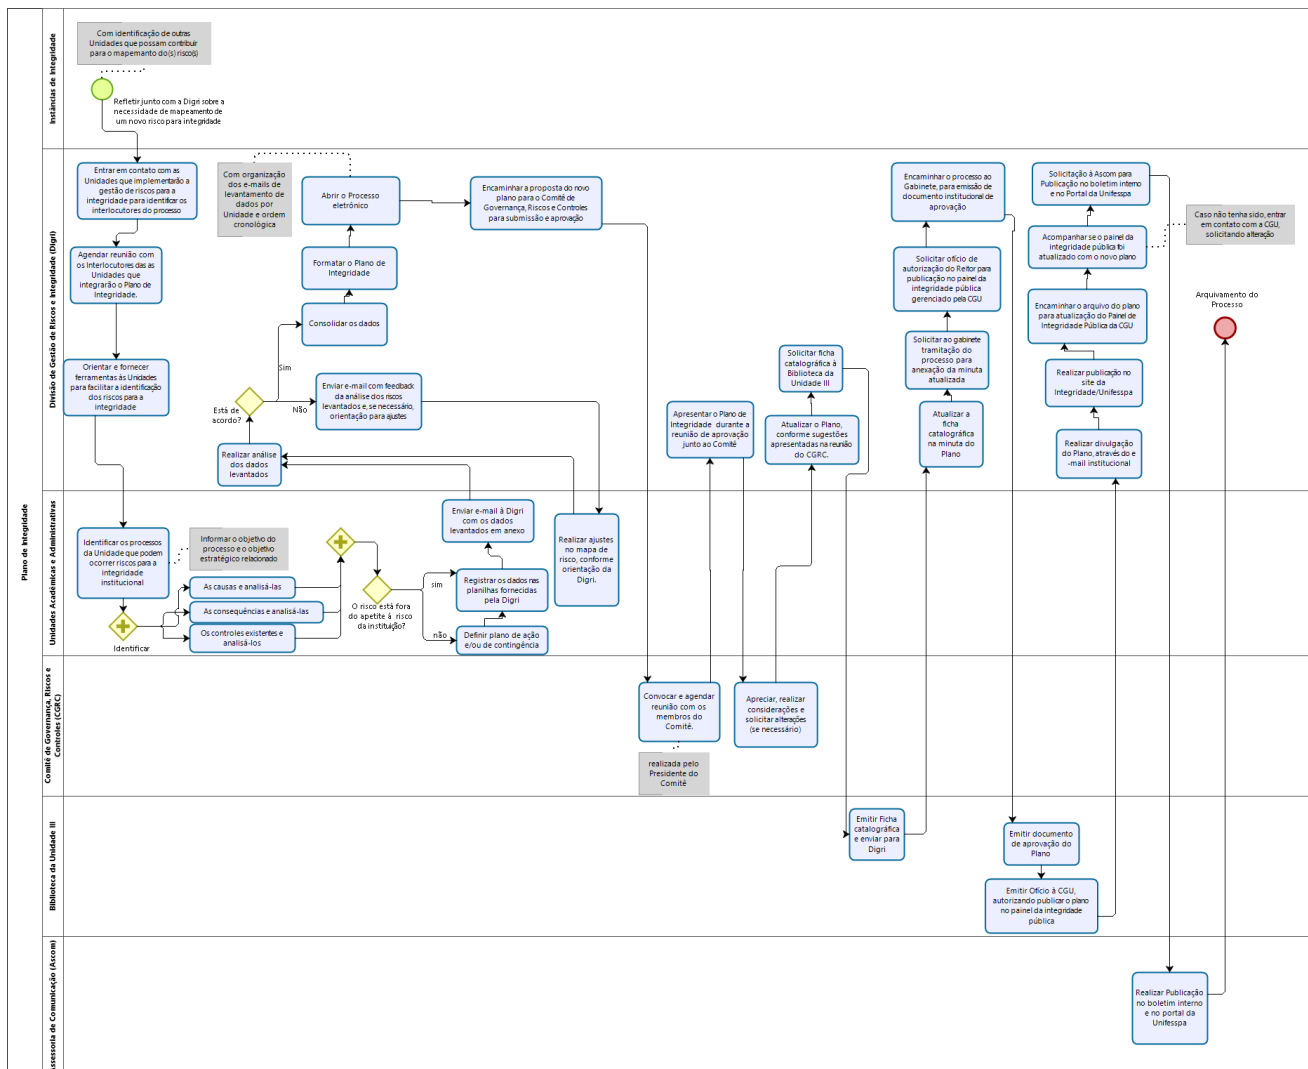 Plano de Integridade
Instâncias de Integridade
Com identificação de outras
Unidades que possam contribuir
para o mapemanto do(s) risco(s)
Refletir junto com a Digri sobre a
necessidade de mapeamento de
um novo risco para integridade
Divisão de Gestão de Riscos e Integridade (Digri)
Entrar em contato com as
Unidades que implementarão a
gestão de riscos para a
integridade para identificar os
interlocutores do processo
Agendar reunião com
os Interlocutores das as
Unidades que
integrarão o Plano de
Integridade.
Orientar e fornecer
ferramentas às Unidades
para facilitar a identificação
dos riscos para a
integridade
Com organização
dos e-mails de
levantamento de
dados por
Unidade e ordem
cronológica
Abrir o Processo
eletrônico
Formatar o Plano de
Integridade
Consolidar os dados
Sim
Está de
acordo?
Não
Enviar e-mail com feedback
da análise dos riscos
levantados e, se necessário,
orientação para ajustes
Realizar análise
dos dados
levantados
Encaminhar a proposta do novo
plano para o Comitê de
Governança, Riscos e Controles
para submissão e aprovação
Apresentar o Plano de
Integridade durante a
reunião de aprovação
junto ao Comitê
Solicitar ficha
catalográfica à
Biblioteca da
Unidade III
Atualizar o Plano,
conforme sugestões
apresentadas na reunião
do CGRC.
Encaminhar o processo ao
Gabinete, para emissão de
documento institucional de
aprovação
Solicitar ofício de
autorização do Reitor para
publicação no painel da
integridade pública
gerenciado pela CGU
Solicitar ao gabinete
tramitação do
processo para
anexação da minuta
atualizada
Atualizar a
ficha
catalográfica
na minuta do
Plano
Solicitação à Ascom para
Publicação no boletim interno
e no Portal da Unifesspa
Acompanhar se o painel da
integridade pública foi
atualizado com o novo plano
Caso não tenha sido, entrar
em contato com a CGU,
solicitando alteração
Encaminhar o arquivo do plano
para atualização do Painel de
Integridade Pública da CGU
Realizar publicação no
site da
Integridade/Unifesspa
Realizar divulgação
do Plano, através do e
-mail institucional
Arquivamento do
Processo
Unidades Acadêmicas e Administrativas
Identificar os processos
da Unidade que podem
ocorrer riscos para a
integridade
institucional
Informar o objetivo do
processo e o objetivo
estratégico relacionado
Identificar
As causas e analisá-las
As consequências e analisá-las
Os controles existentes e
analisá-los
O risco está fora
do apetite á risco
da instituição?
sim
não
Enviar e-mail à Digri
com os dados
levantados em anexo
Registrar os dados nas
planilhas fornecidas
pela Digri
Definir plano de ação
e/ou de contingência
Realizar ajustes
no mapa de
risco, conforme
orientação da
Digri.
Comitê de Governança, Riscos e
Controles (CGRC)
Convocar e agendar
reunião com os
membros do
Comitê.
realizada pelo
Presidente do
Comitê
Apreciar, realizar
considerações e
solicitar alterações
(se necessário)
Biblioteca da Unidade III
Emitir Ficha
catalográfica
e enviar para
Digri
Emitir documento
de aprovação do
Plano
Emitir Ofício à CGU,
autorizando publicar o plano
no painel da integridade
pública
ssessoria de Comunicação (Ascom)
Realizar Publicação
no boletim interno
e no portal da
Unifesspa